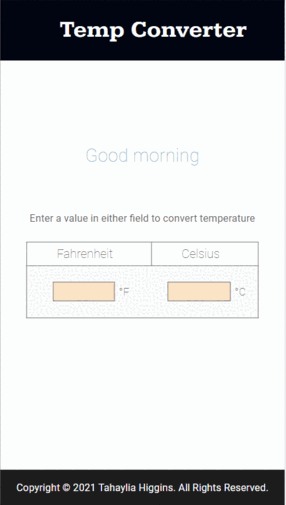 Temp Converter
Good morning
Enter a value in either field to convert temperature
Fahrenheit Celsius
°F °C
Copyright © 2021 Tahaylia Higgins. All Rights Reserved.